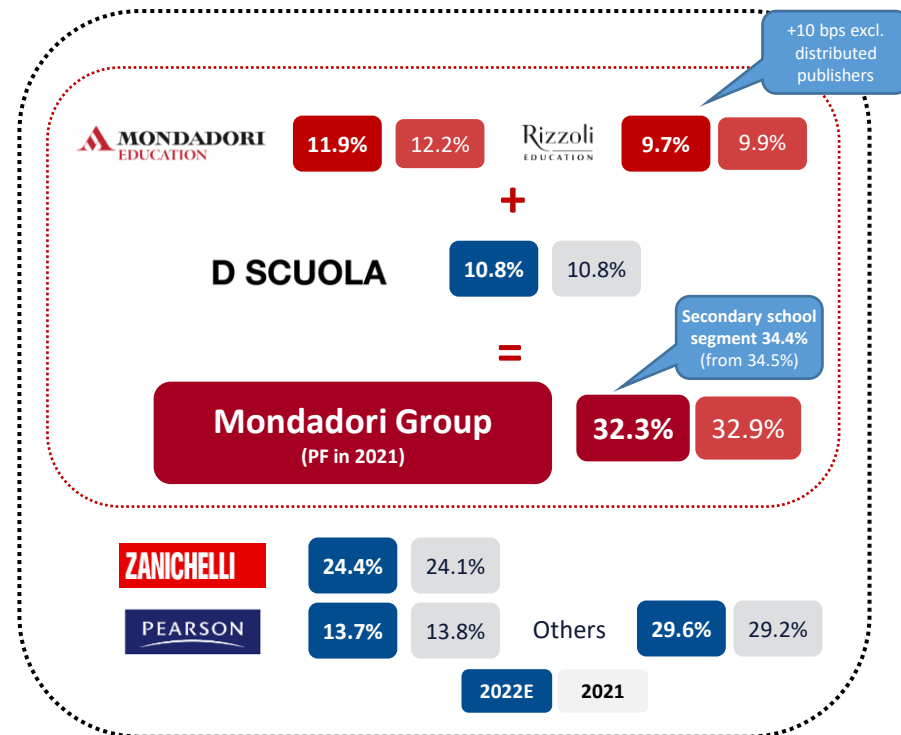 +10 bps excl.
distributed
publishers
MONDADORI
EDUCATION
11.9%
12.2%
Rizzoli
EDUCATION
9.7%
9.9%
+
D SCUOLA
10.8%
10.8%
Secondary school
segment 34.4%
(from 34.5%)
=
Mondadori Group
(PF in 2021)
32.3%
32.9%
ZANICHELLI
24.4%
24.1%
PEARSON
13.7%
13.8%
Others
29.6%
29.2%
2022E
2021